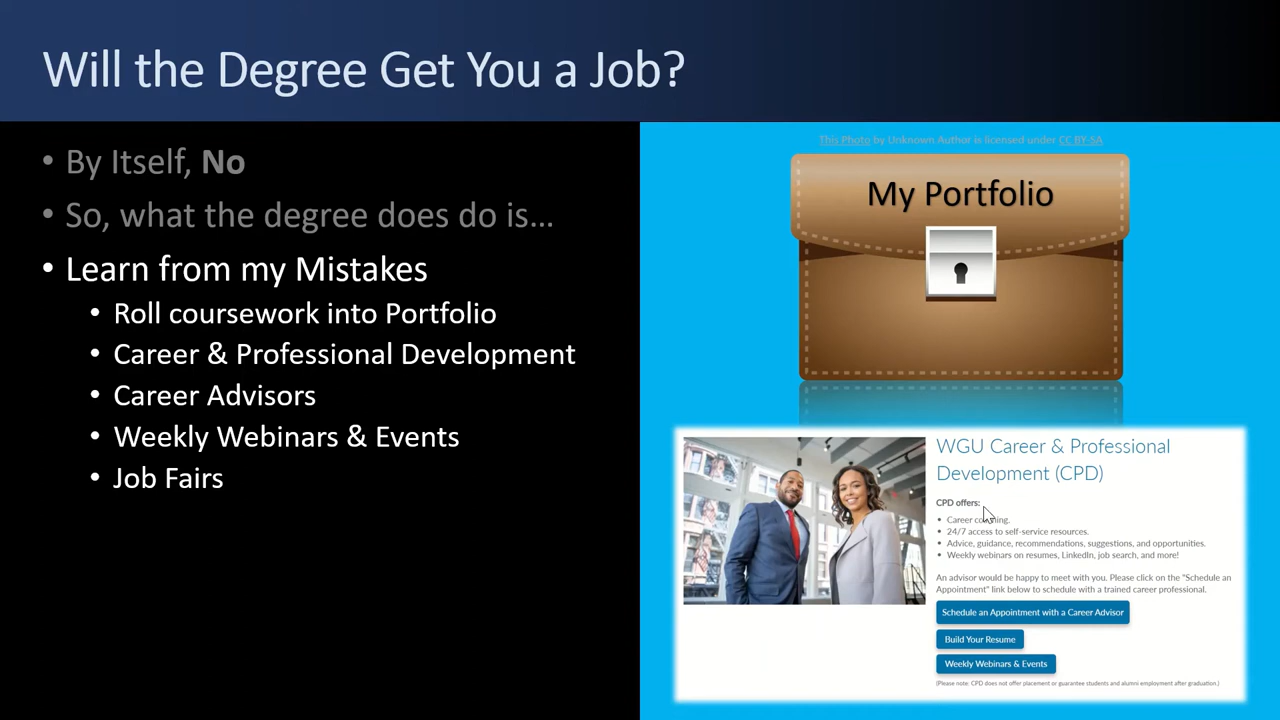 Will the Degree Get You a Job?
• By Itself, No
• So, what the degree does do is...
• Learn from my Mistakes
• Roll coursework into Portfolio
• Career & Professional Development
• Career Advisors
• Weekly Webinars & Events
• Job Fairs
This Photo by Unknown Author is licensed under CC BY-SA
My Portfolio
WGU Career & Professional
Development (CPD)
CPD offers:
• Career
• 24/7 access to self-service resources.
• Advice, guidance, recommendations, suggestions, and opportunities.
• Weekly webinars on resumes, LinkedIn, job search, and more!
An advisor would be happy to meet with you. Please click on the "Schedule an
Appointment" link below to schedule with a trained career professional.
Schedule an Appointment with a Career Advisor
Build Your Resume
Weekly Webinars & Events
(Please note: CPD does not offer placement or guarantee students and alumni employment after graduation.)